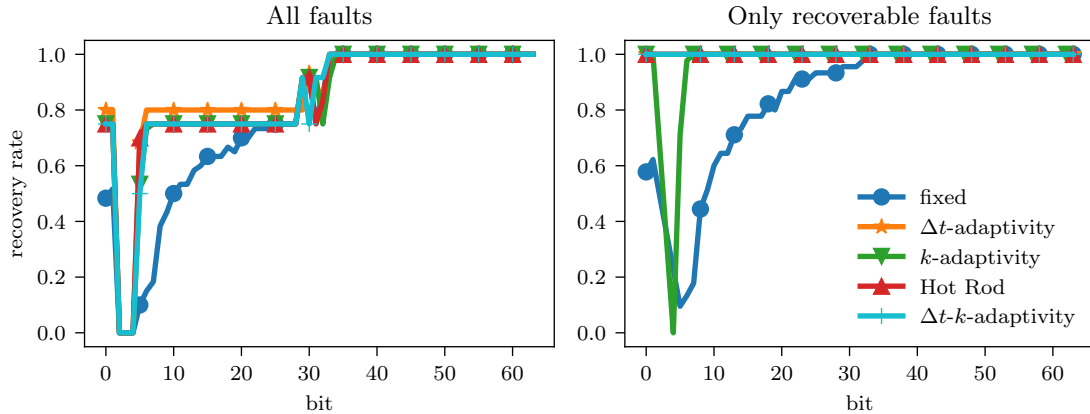 All faults
Only recoverable faults
recovery rate
1.0
0.8
0.6
0.4
0.2
0.0
0 10 20 30 40 50 60
bit
1.0
0.8
0.6
0.4
0.2
0.0
0 10 20 30 40 50 60
bit
fixed
Δt-adaptivity
k-adaptivity
Hot Rod
Δt-k-adaptivity